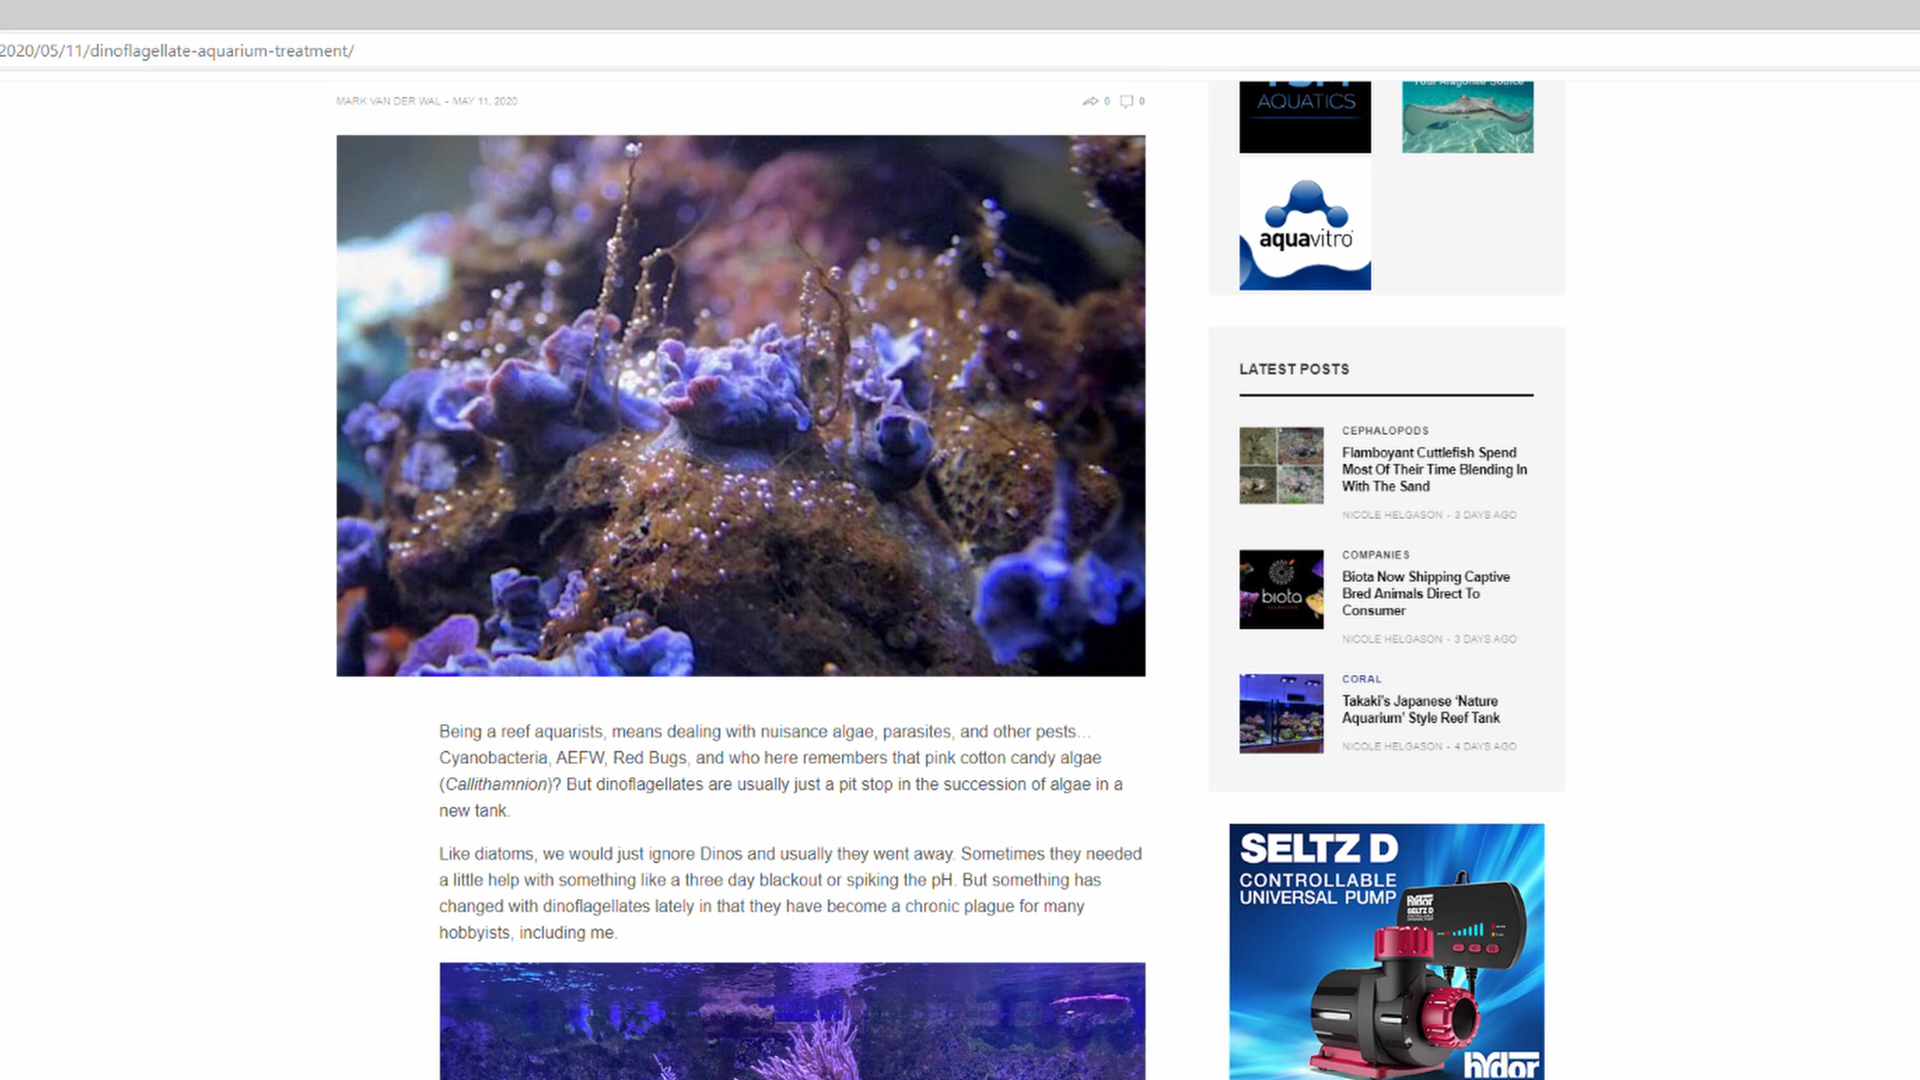 2020/05/11/dinoflagellate-aquarium-treatment/
MARK VAN DER WAL - MAY 11, 2020
0 0
AQUATICS
Your Aragonite Source
aquavitro
LATEST POSTS
CEPHALOPODS
Flamboyant Cuttlefish Spend
Most Of Their Time Blending In
With The Sand
NICOLE HELGASON - 3 DAYS AGO
COMPANIES
Biota Now Shipping Captive
Bred Animals Direct To
Consumer
NICOLE HELGASON - 3 DAYS AGO
biota
CORAL
Takaki's Japanese 'Nature
Aquarium' Style Reef Tank
NICOLE HELGASON - 4 DAYS AGO
Being a reef aquarists, means dealing with nuisance algae, parasites, and other pests…
Cyanobacteria, AEFW, Red Bugs, and who here remembers that pink cotton candy algae
(Callithamnion)? But dinoflagellates are usually just a pit stop in the succession of algae in a
new tank.
Like diatoms, we would just ignore Dinos and usually they went away. Sometimes they needed
a little help with something like a three day blackout or spiking the pH. But something has
changed with dinoflagellates lately in that they have become a chronic plague for many
hobbyists, including me.
SELTZ D
CONTROLLABLE
UNIVERSAL PUMP
hydor
SELTZ D
hydor